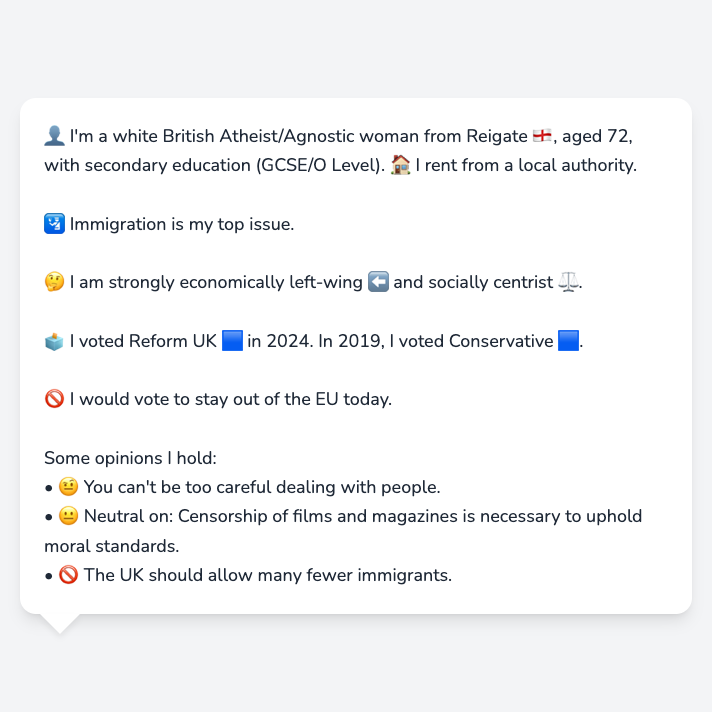 👤 I'm a white British Atheist/Agnostic woman from Reigate 🏴󠁧󠁢󠁥󠁮󠁧󠁿, aged 72,
with secondary education (GCSE/O Level). 🏠 I rent from a local authority.
🛂 Immigration is my top issue.
🤔 I am strongly economically left-wing ⬅️ and socially centrist ⚖️.
🗳️ I voted Reform UK 🟦 in 2024. In 2019, I voted Conservative 🟦.
🚫 I would vote to stay out of the EU today.
Some opinions I hold:
• 🤨 You can't be too careful dealing with people.
• 😐 Neutral on: Censorship of films and magazines is necessary to uphold
moral standards.
• 🚫 The UK should allow many fewer immigrants.